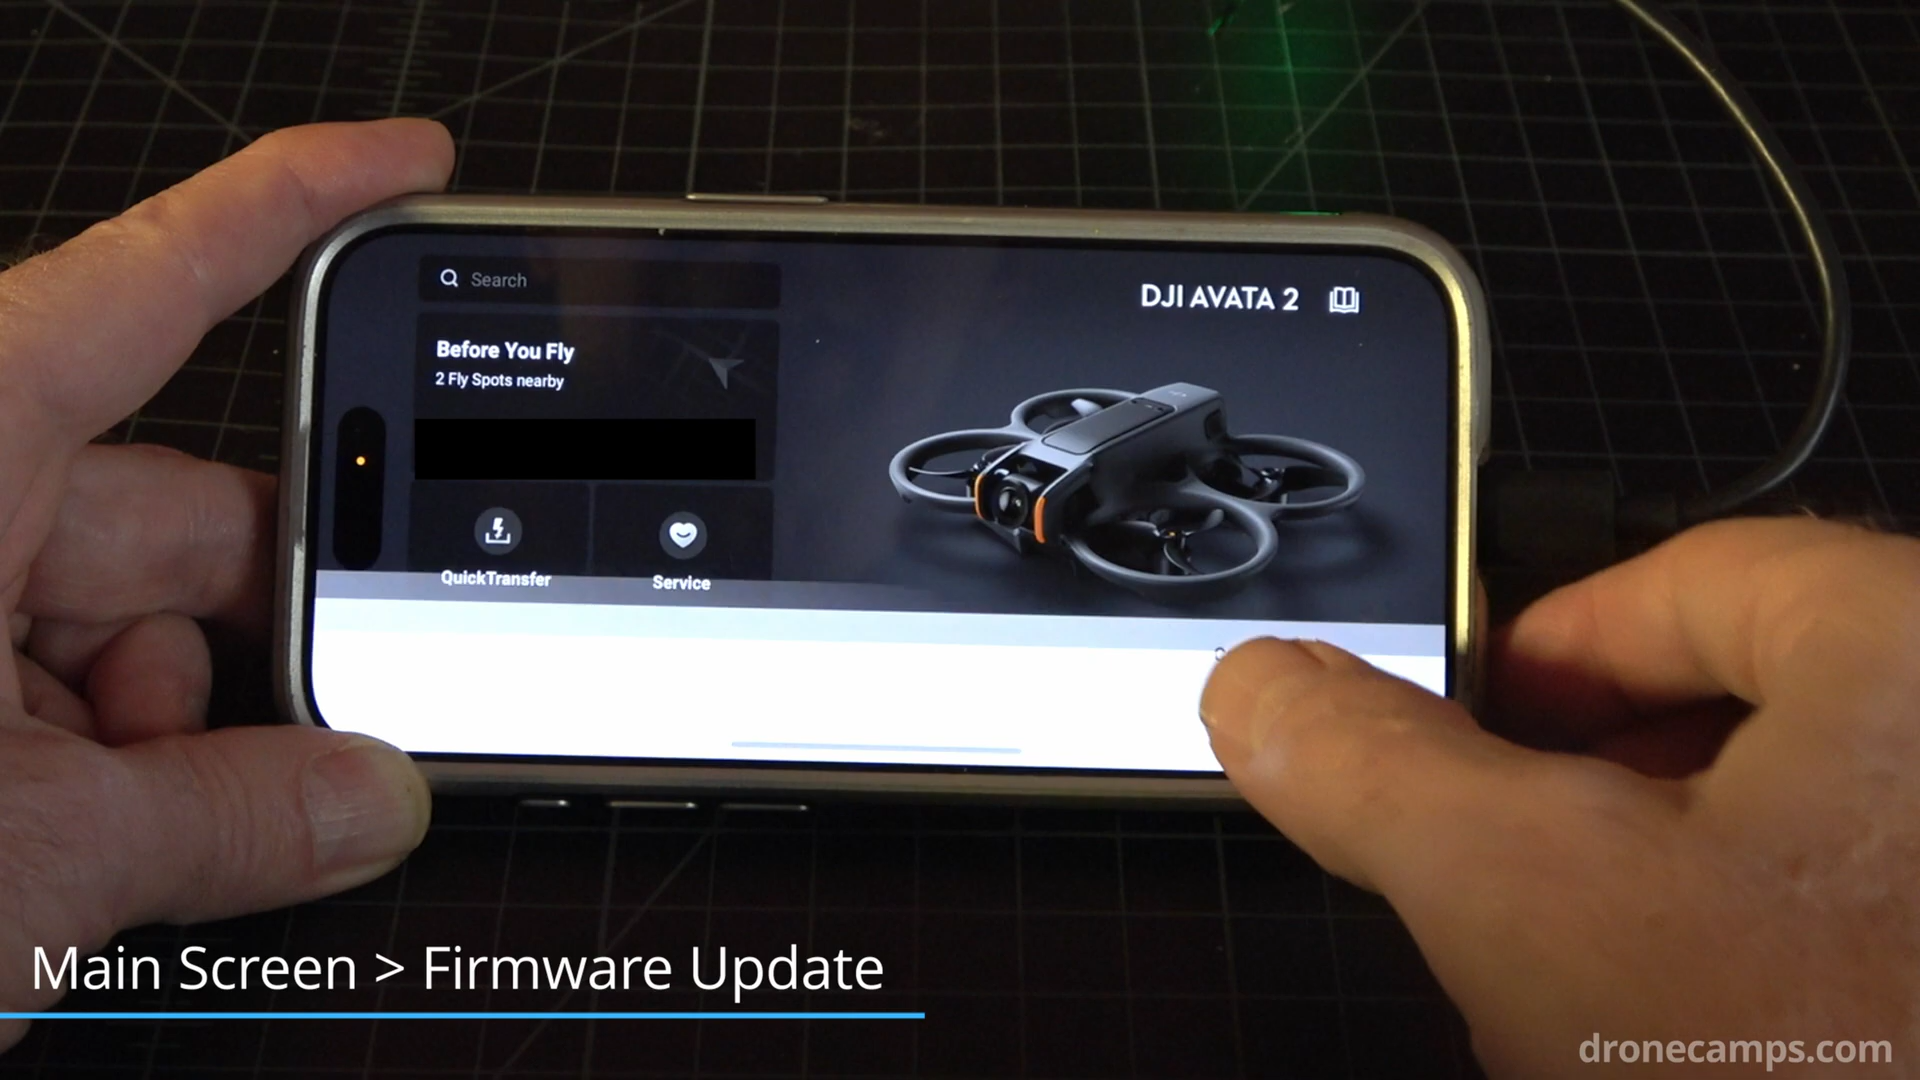 Search
DJI AVATA 2
Before You Fly
2 Fly Spots nearby
QuickTransfer
Service
Main Screen > Firmware Update
dronecamps.com